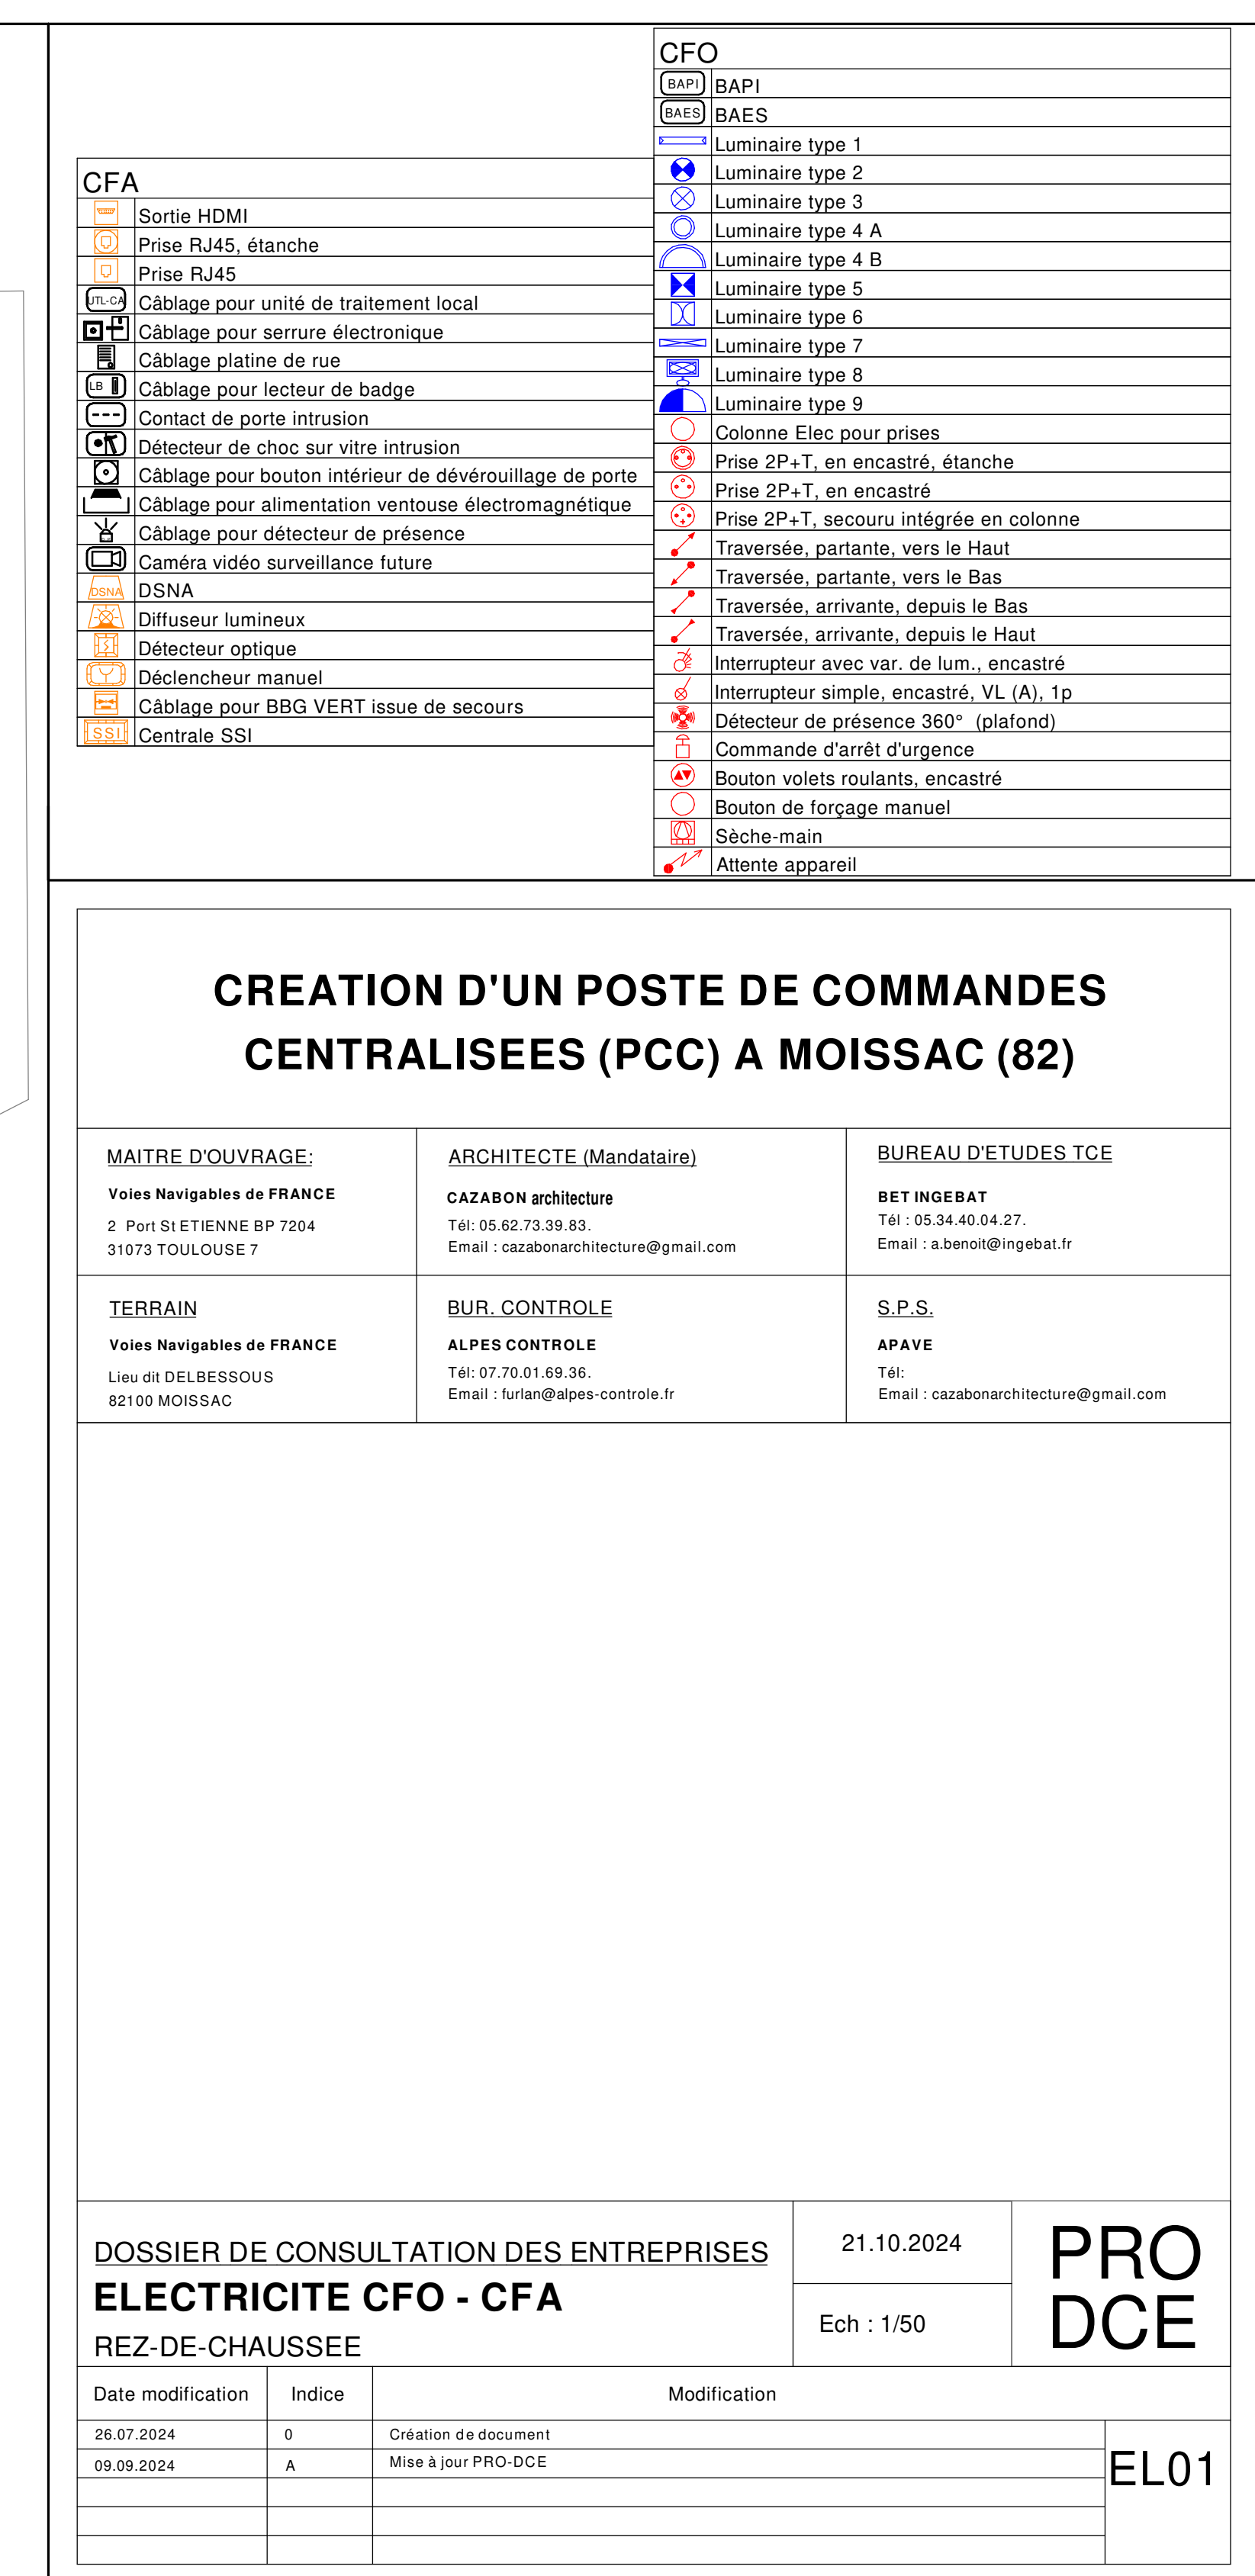 CFA
Sortie HDMI
Prise RJ45, étanche
Prise RJ45
UTL-CA Câblage pour unité de traitement local
Câblage pour serrure électronique
Câblage platine de rue
LB Câblage pour lecteur de badge
Contact de porte intrusion
Détecteur de choc sur vitre intrusion
Câblage pour bouton intérieur de dévérouillage de porte
Câblage pour alimentation ventouse électromagnétique
Câblage pour détecteur de présence
Caméra vidéo surveillance future
DSNA DSNA
Diffuseur lumineux
Détecteur optique
Déclencheur manuel
Câblage pour BBG VERT issue de secours
SSI Centrale SSI
CFO
BAPI BAPI
BAES BAES
Luminaire type 1
Luminaire type 2
Luminaire type 3
Luminaire type 4 A
Luminaire type 4 B
Luminaire type 5
Luminaire type 6
Luminaire type 7
Luminaire type 8
Luminaire type 9
Colonne Elec pour prises
Prise 2P+T, en encastré, étanche
Prise 2P+T, en encastré
Prise 2P+T, secouru intégrée en colonne
Traversée, partante, vers le Haut
Traversée, partante, vers le Bas
Traversée, arrivante, depuis le Bas
Traversée, arrivante, depuis le Haut
Interrupteur avec var. de lum., encastré
Interrupteur simple, encastré, VL (A), 1p
Détecteur de présence 360° (plafond)
Commande d'arrêt d'urgence
Bouton volets roulants, encastré
Bouton de forçage manuel
Sèche-main
Attente appareil
CREATION D'UN POSTE DE COMMANDES
CENTRALISEES (PCC) A MOISSAC (82)
MAITRE D'OUVRAGE:
Voies Navigables de FRANCE
2 Port St ETIENNE BP 7204
31073 TOULOUSE 7
ARCHITECTE (Mandataire)
CAZABON architecture
Tél: 05.62.73.39.83.
Email : cazabonarchitecture@gmail.com
BUREAU D'ETUDES TCE
BET INGEBAT
Tél : 05.34.40.04.27.
Email : a.benoit@ingebat.fr
TERRAIN
Voies Navigables de FRANCE
Lieu dit DELBESSOUS
82100 MOISSAC
BUR. CONTROLE
ALPES CONTROLE
Tél: 07.70.01.69.36.
Email : furlan@alpes-controle.fr
S.P.S.
APAVE
Tél:
Email : cazabonarchitecture@gmail.com
DOSSIER DE CONSULTATION DES ENTREPRISES
ELECTRICITE CFO - CFA
REZ-DE-CHAUSSEE
21.10.2024
Ech : 1/50
PRO
DCE
Date modification Indice Modification
26.07.2024 0 Création de document
09.09.2024 A Mise à jour PRO-DCE
EL01